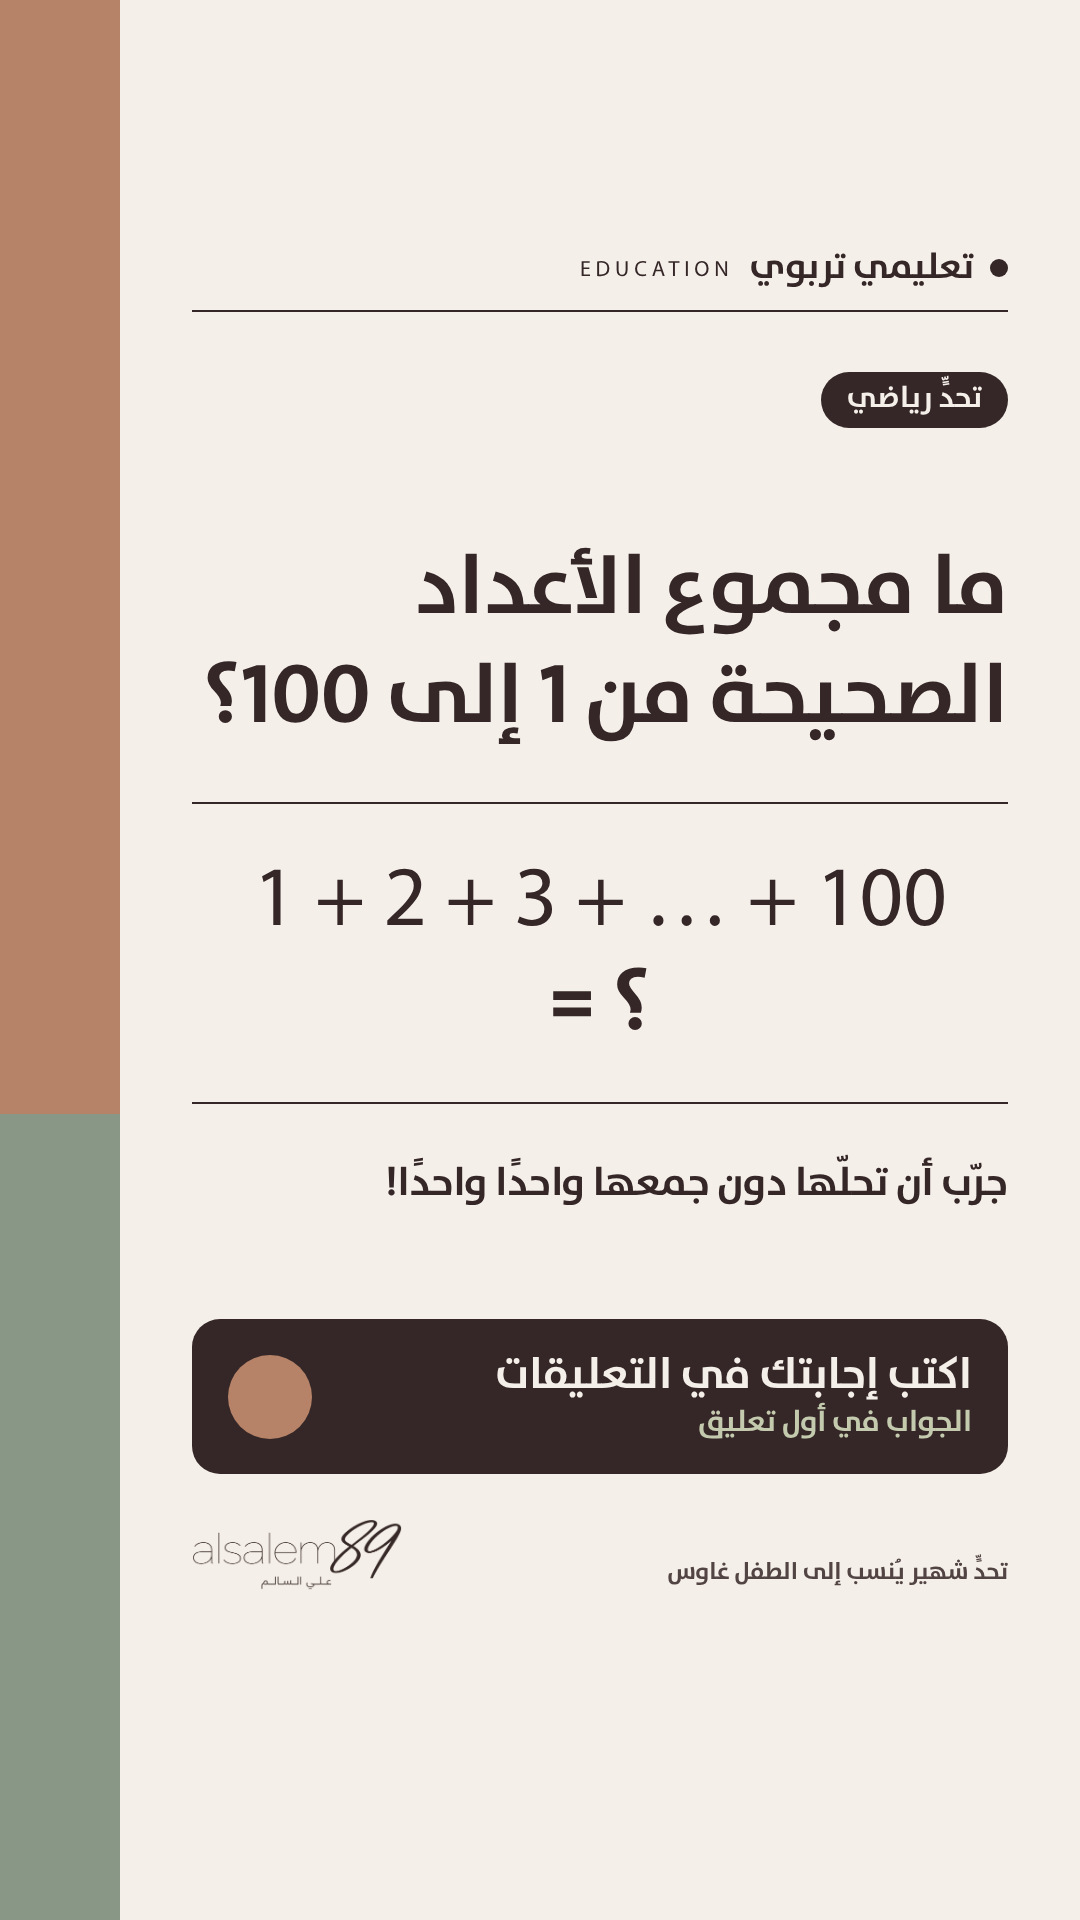 تعليمي تربوي EDUCATION
تحدٍّ رياضي
ما مجموع الأعداد
الصحيحة من 1 إلى 100؟
1 + 2 + 3 + … + 100
= ؟
جرّب أن تحلّها دون جمعها واحدًا واحدًا!
اكتب إجابتك في التعليقات
الجواب في أول تعليق
تحدٍّ شهير يُنسب إلى الطفل غاوس
alsalem89
علي السالم